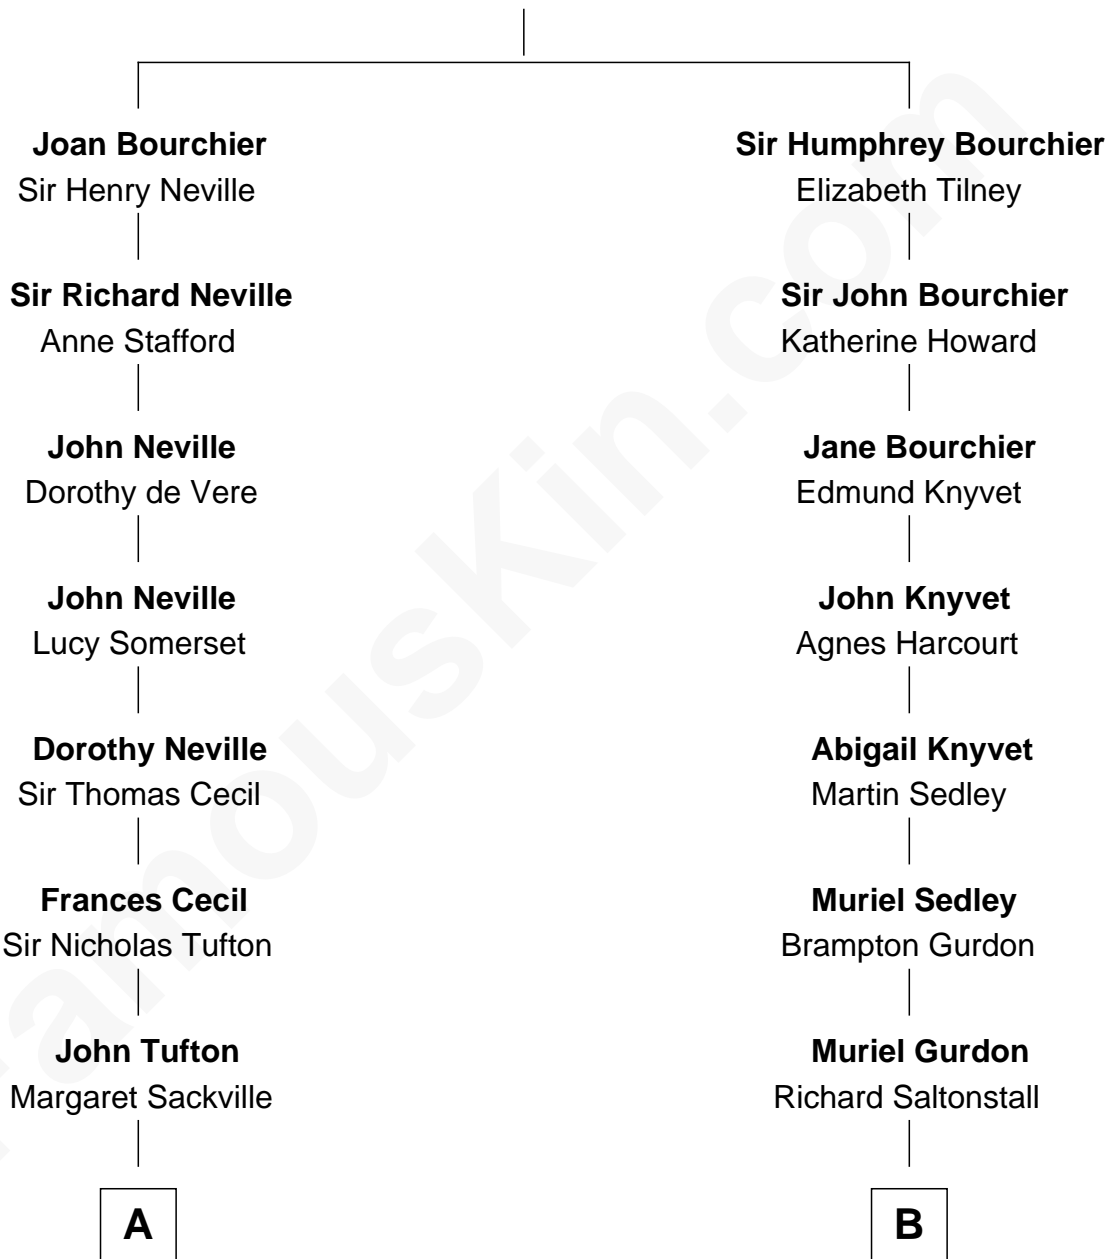 Joan Bourchier
Sir Henry Neville
Sir Richard Neville
Anne Stafford
John Neville
Dorothy de Vere
John Neville
Lucy Somerset
Dorothy Neville
Sir Thomas Cecil
Frances Cecil
Sir Nicholas Tufton
John Tufton
Margaret Sackville
A
Sir Humphrey Bourchier
Elizabeth Tilney
Sir John Bourchier
Katherine Howard
Jane Bourchier
Edmund Knyvet
John Knyvet
Agnes Harcourt
Abigail Knyvet
Martin Sedley
Muriel Sedley
Brampton Gurdon
Muriel Gurdon
Richard Saltonstall
B
FamousKin.com